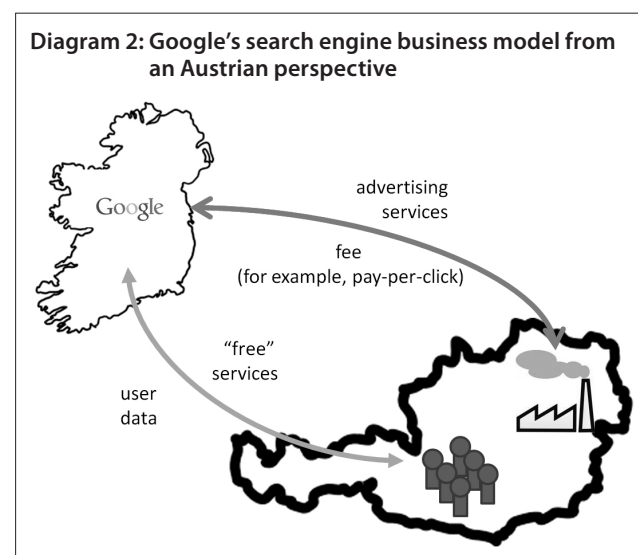 Diagram 2: Google's search engine business model from
an Austrian perspective
Google
advertising
services
fee
(for example, pay-per-click)
“free”
services
user
data